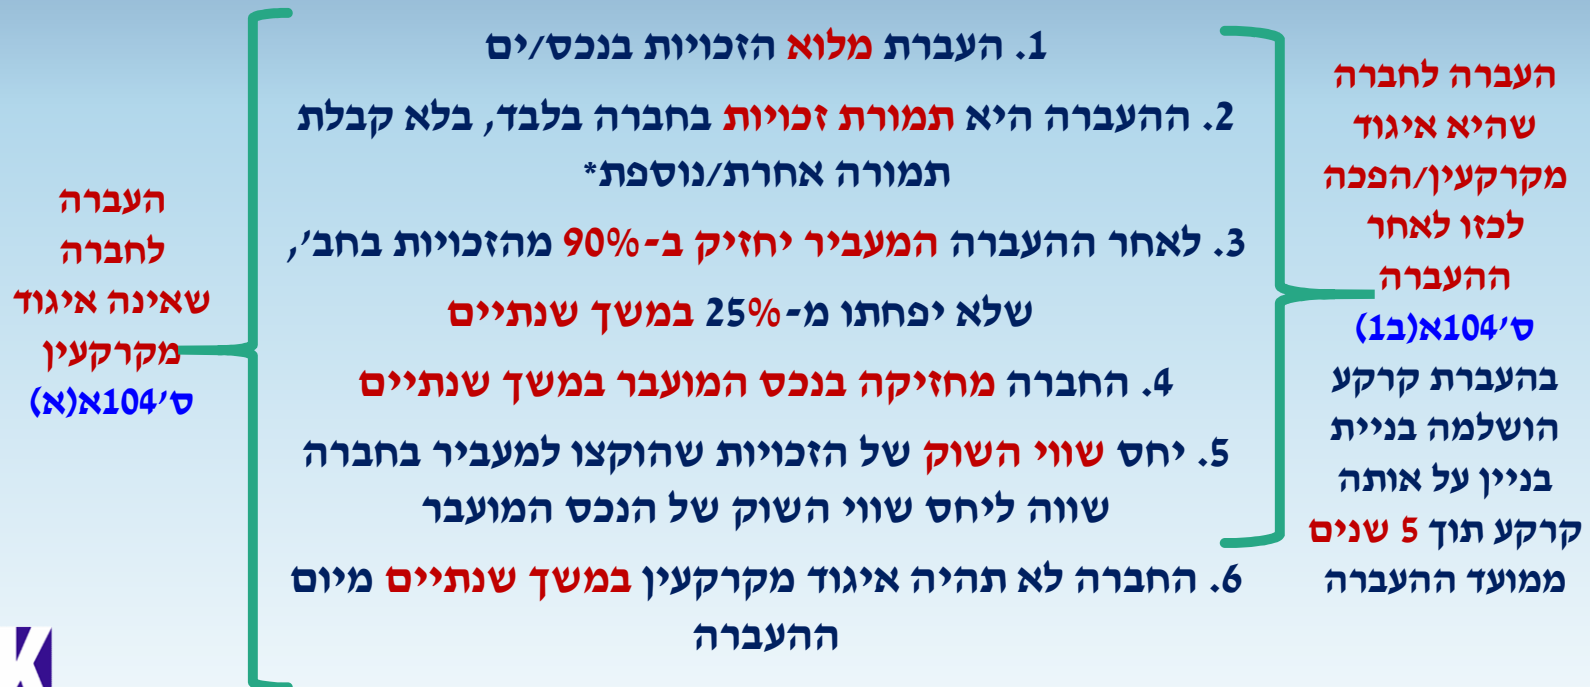 העברה לחברה
שהיא איגוד
מקרקעין/הפכה
לכזו לאחר
ההעברה
ס'104א(ב1)
בהעברת קרקע
הושלמה בניית
בניין על אותה
קרקע תוך 5 שנים
ממועד ההעברה
1. העברת מלוא הזכויות בנכס/ים
2. ההעברה היא תמורת זכויות בחברה בלבד, בלא קבלת
תמורה אחרת/נוספת*
3. לאחר ההעברה המעביר יחזיק ב-90% מהזכויות בחב',
שלא יפחתו מ-25% במשך שנתיים
4. החברה מחזיקה בנכס המועבר במשך שנתיים
5. יחס שווי השוק של הזכויות שהוקצו למעביר בחברה
שווה ליחס שווי השוק של הנכס המועבר
6. החברה לא תהיה איגוד מקרקעין במשך שנתיים מיום
ההעברה
העברה
לחברה
שאינה איגוד
מקרקעין
ס'104א(א)
K